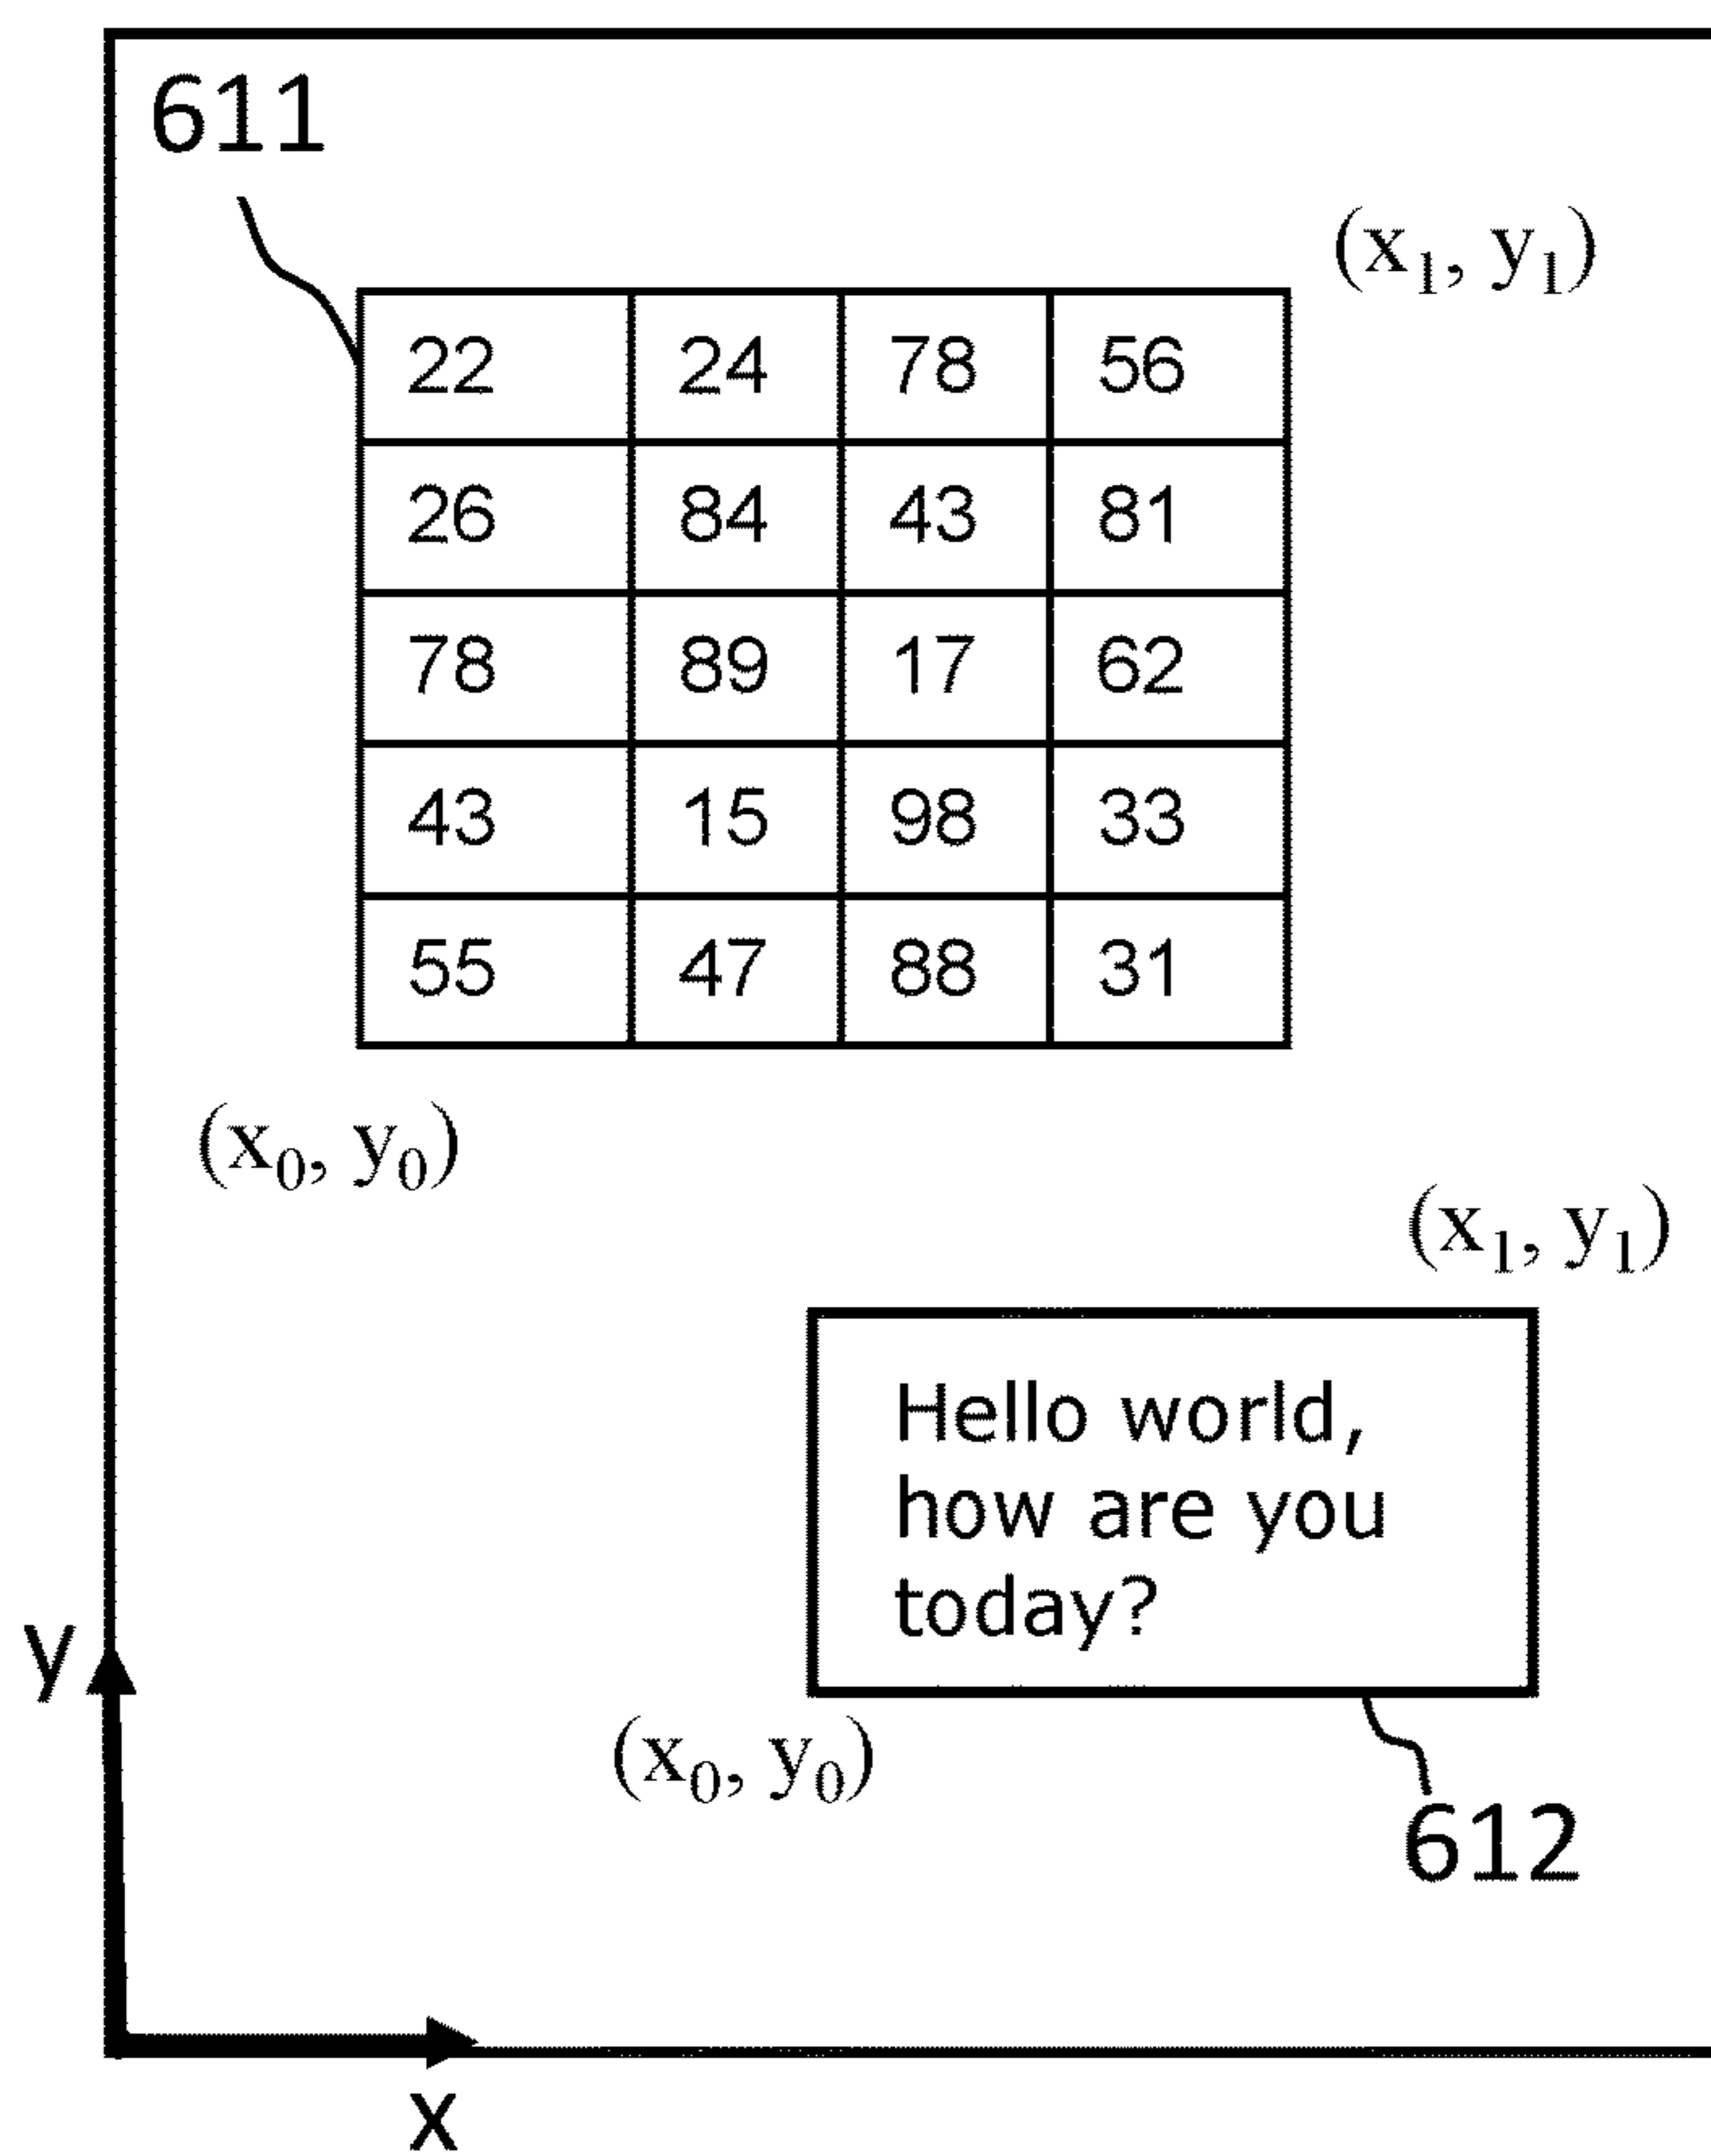 611
(x₁, y₁)
22 24 78 56
26 84 43 81
78 89 17 62
43 15 98 33
55 47 88 31
(x₀, y₀)
(x₁, y₁)
Hello world,
how are you
today?
y
(x₀, y₀)
612
x